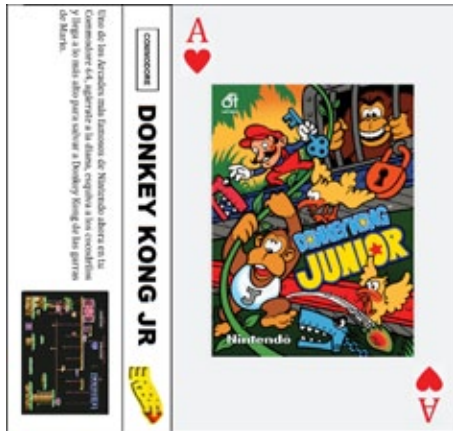 Uno de los Arcades más famosos de Nintendo ahora en tu
Commodore 64, agárrate a la diana, esquiva a los cocodrilos
y llega a lo más alto para salvar a Donkey Kong de las garras
de Mario.
COMMODORE
DONKEY KONG JR
A
DONKEY KONG
JUNIOR
J
Nintendo
A